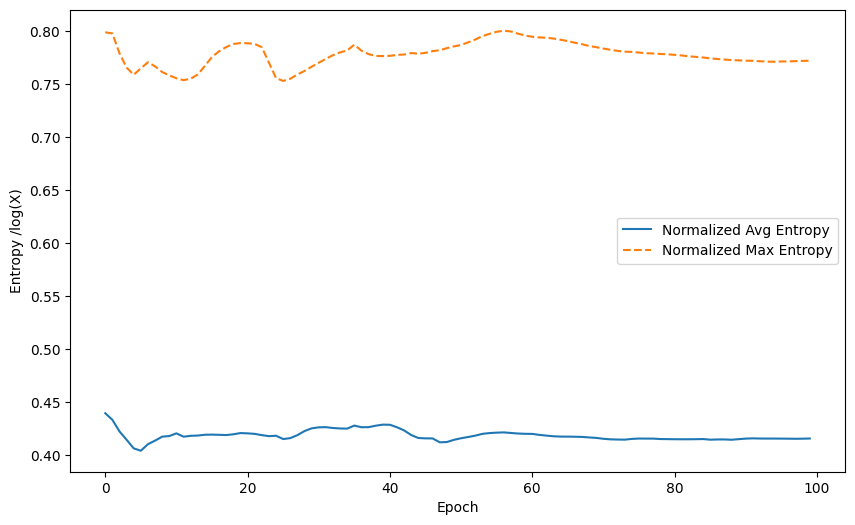 0.80
0.75
0.70
0.65
0.60
0.55
0.50
0.45
0.40
Entropy /log(X)
Normalized Avg Entropy
Normalized Max Entropy
0 20 40 60 80 100
Epoch